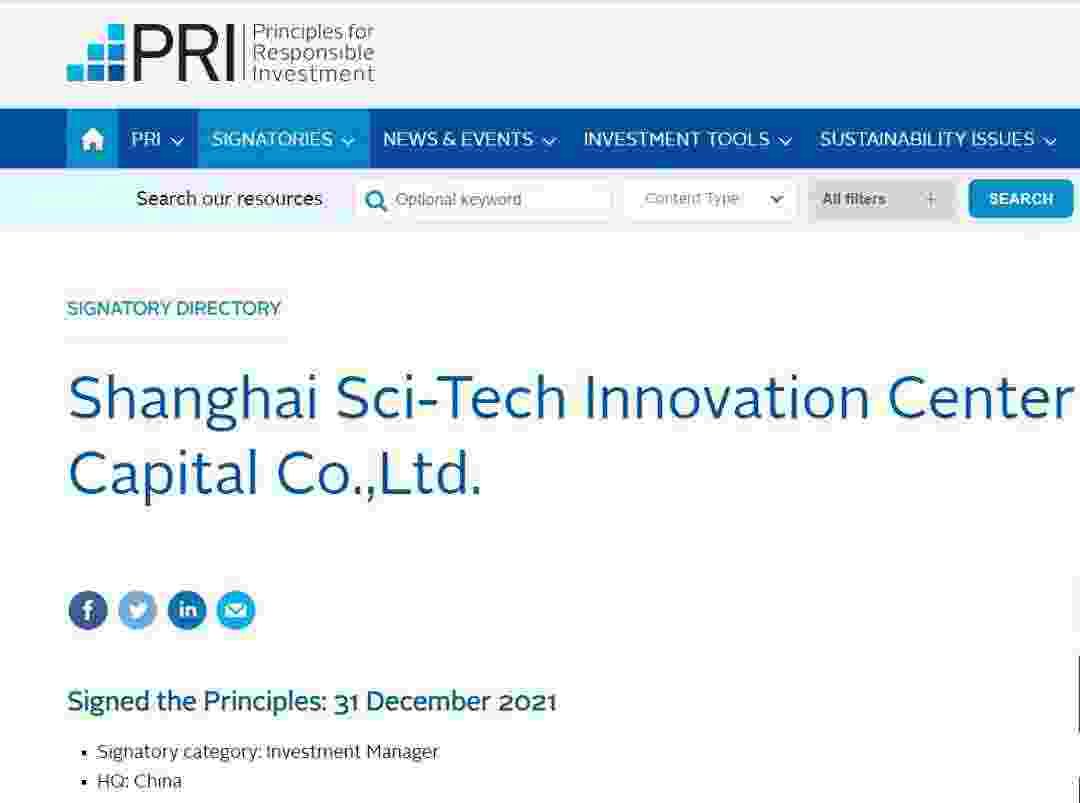 PRI
Principles for
Responsible
Investment
PRI SIGNATORIES NEWS & EVENTS INVESTMENT TOOLS SUSTAINABILITY ISSUES
Search our resources Optional keyword Content Type All filters + SEARCH
SIGNATORY DIRECTORY
Shanghai Sci-Tech Innovation Center
Capital Co.,Ltd.
f in
Signed the Principles: 31 December 2021
• Signatory category: Investment Manager
• HQ: China